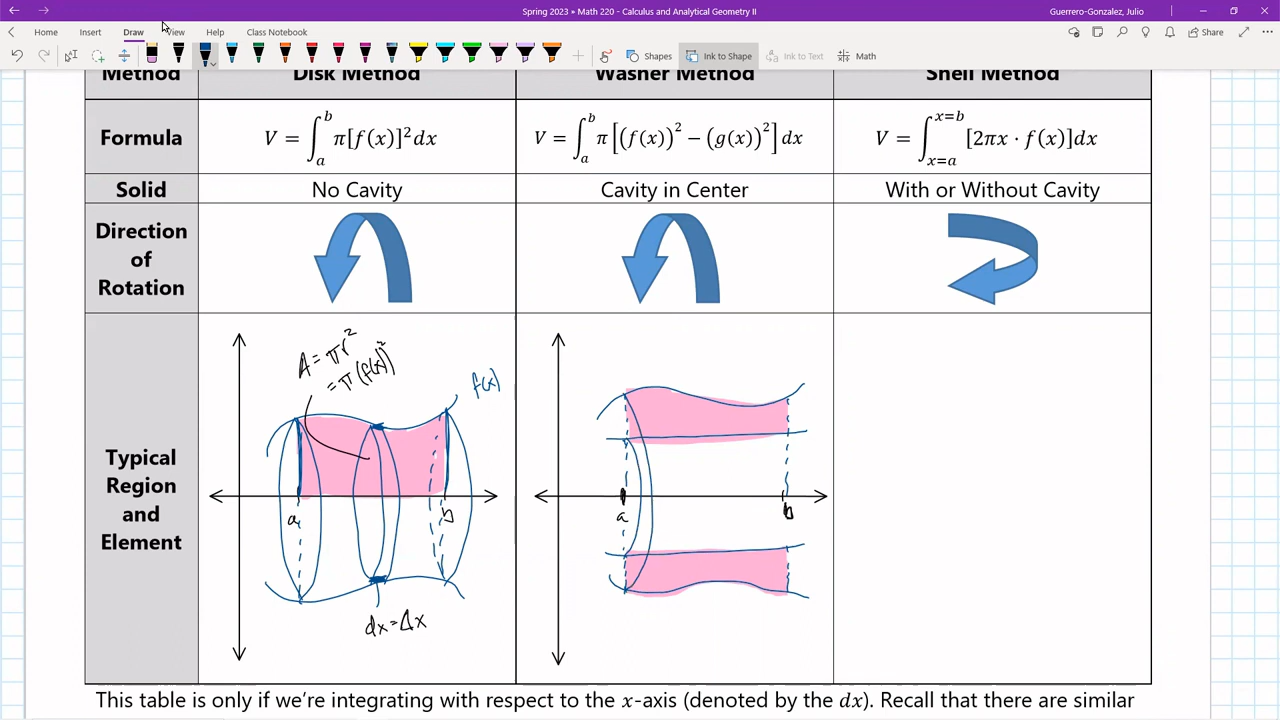 Spring 2023 » Math 220 - Calculus and Analytical Geometry II
Guerrero-Gonzalez, Julio
Home Insert Draw View Help Class Notebook
Share
Shapes Ink to Shape Ink to Text Math
Method Disk Method Washer Method Shell Method
Formula V = ∫_a^b π[f(x)]² dx V = ∫_a^b π[(f(x))² − (g(x))²] dx V = ∫_{x=a}^{x=b} [2πx · f(x)]dx
Solid No Cavity Cavity in Center With or Without Cavity
Direction
of
Rotation
Typical
Region
and
Element
A = πr²
= π(f(x))²
f(x)
a b
dx = Δx
a b
This table is only if we're integrating with respect to the x-axis (denoted by the dx). Recall that there are similar